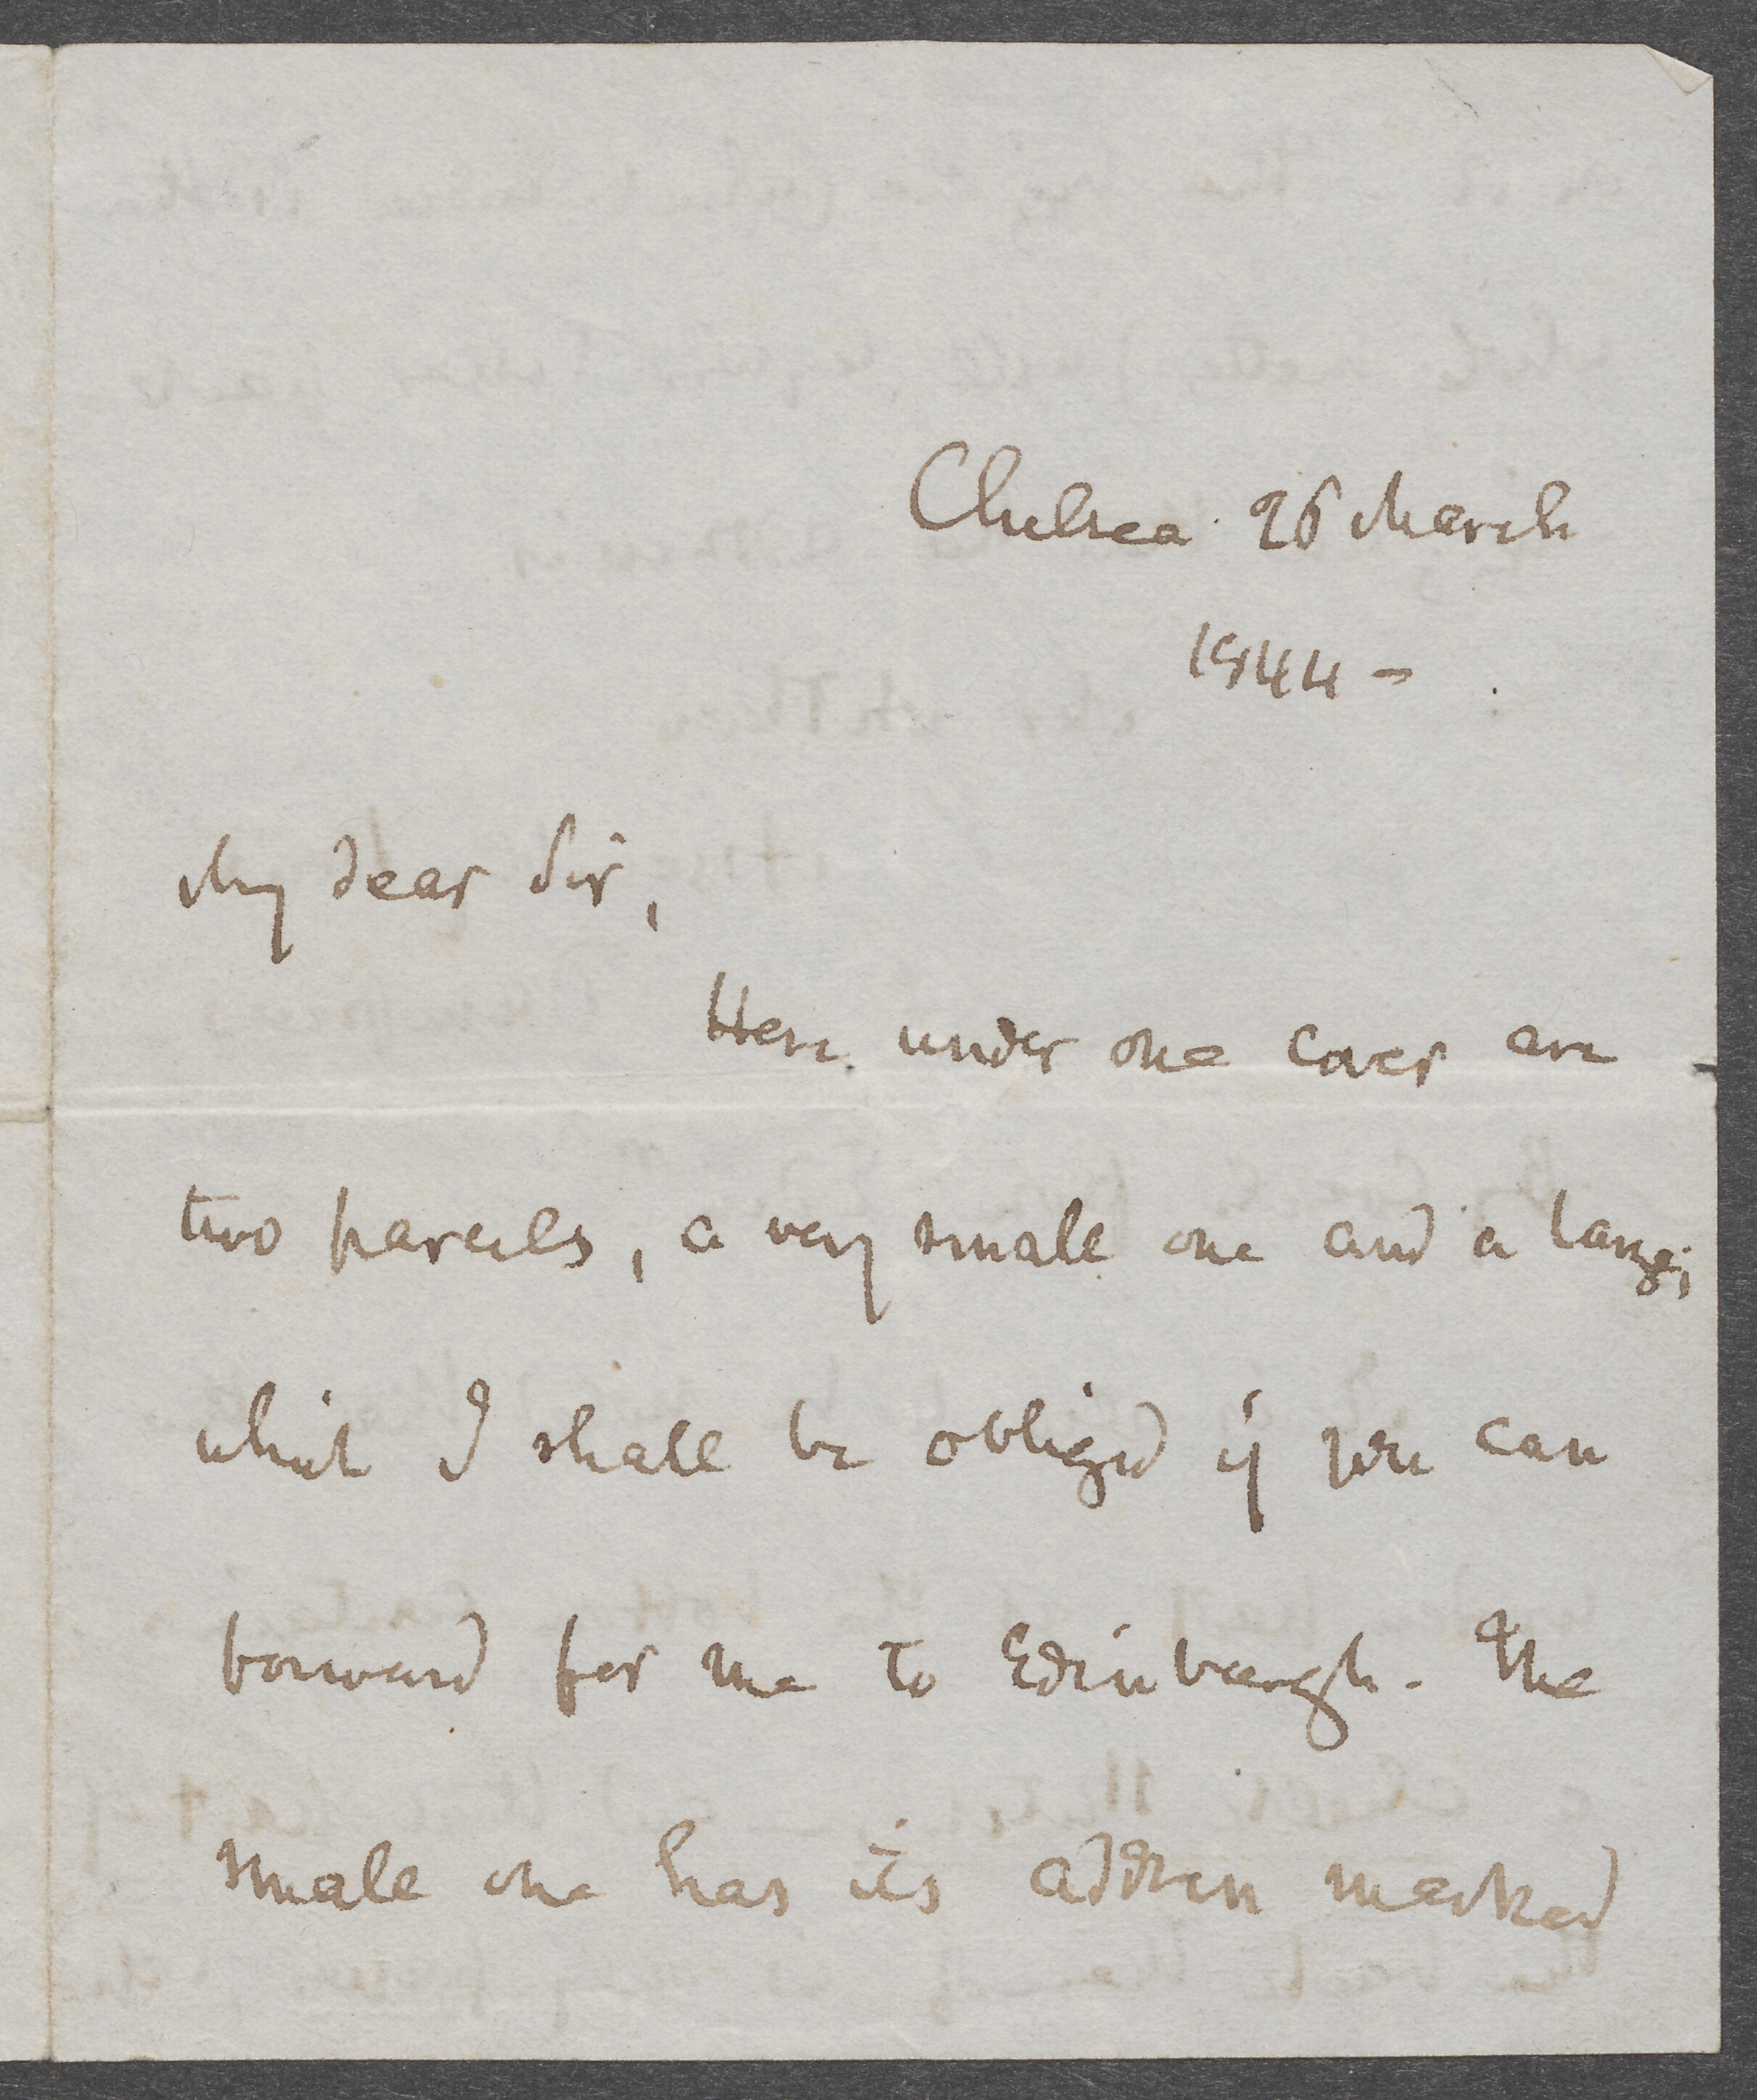 Chelsea 26 March
1844 –
My dear Sir,
Here under one cover are
two parcels, a very small one and a large;
which I shall be obliged if you can
forward for me to Edinburgh. The
small one has its address marked